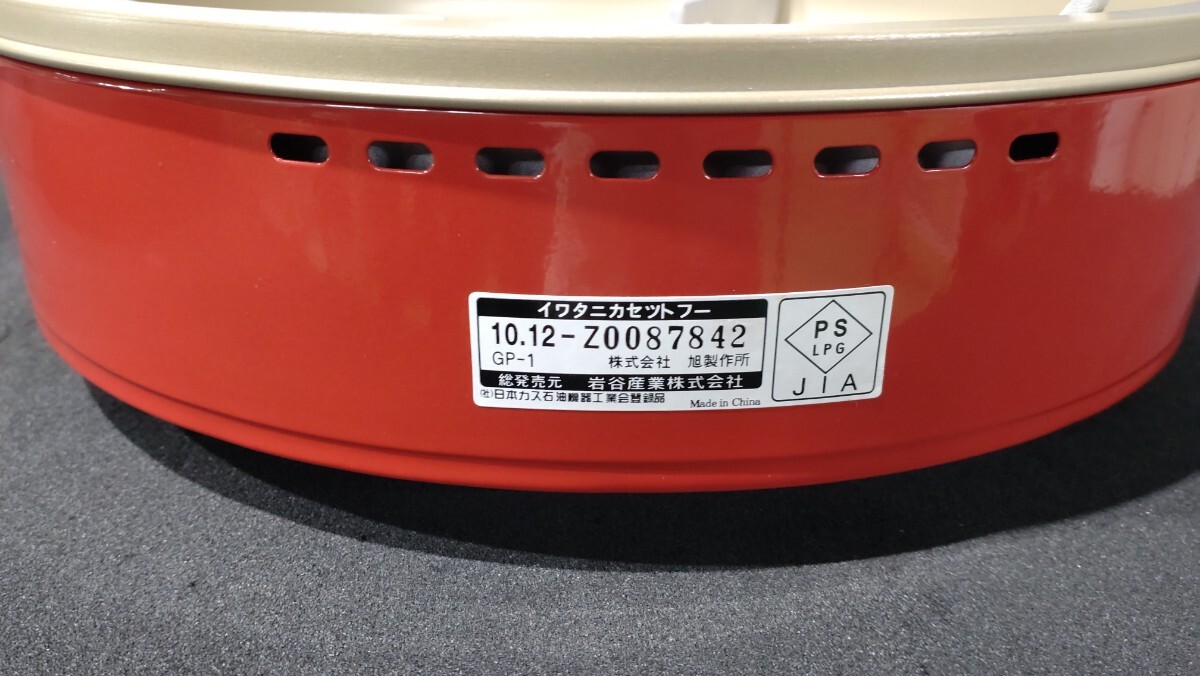 イワタニカセットフー
10.12-Z0087842
GP-1 株式会社 旭製作所
総発売元 岩谷産業株式会社
(社)日本ガス石油機器工業会登録品 Made in China
PS
LPG
JIA